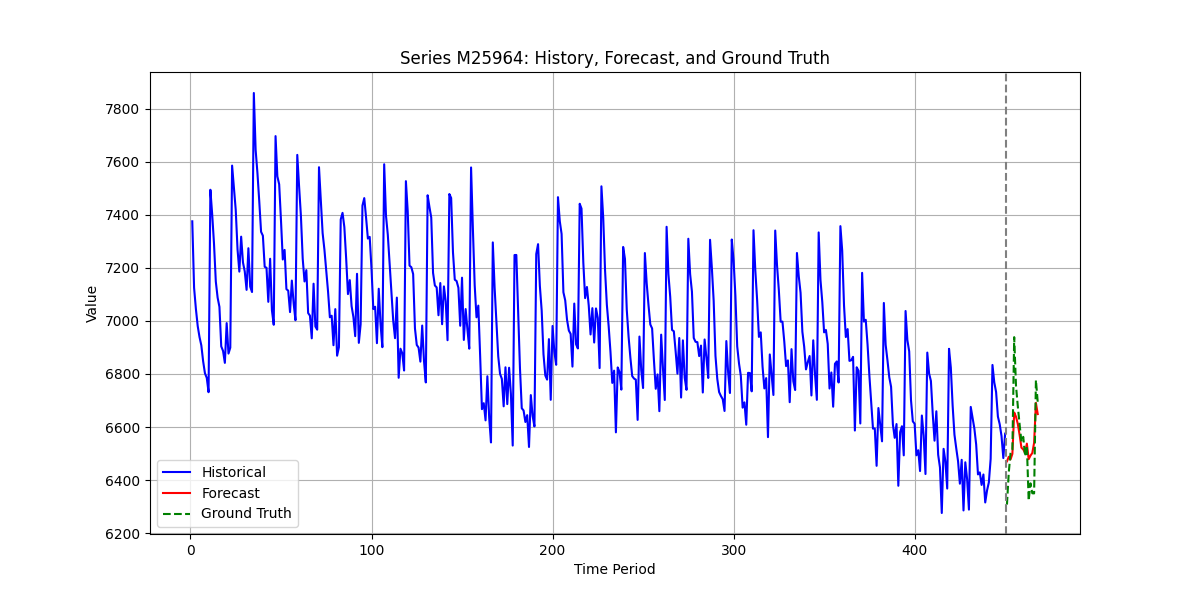 Series M25964: History, Forecast, and Ground Truth
7800
7600
7400
7200
7000
6800
6600
6400
6200
Value
Historical
Forecast
Ground Truth
0 100 200 300 400
Time Period